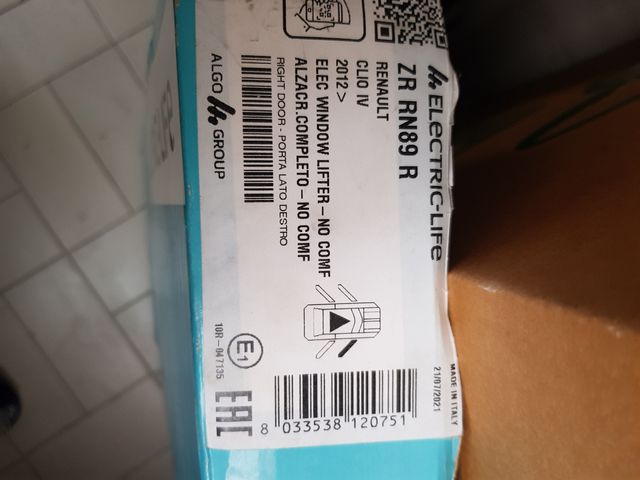 ELECTRIC-LIFE
ZR RN89 R
RENAULT
CLIO IV
2012 >
ELEC WINDOW LIFTER - NO COMF
ALZACR.COMPLETO - NO COMF
RIGHT DOOR - PORTA LATO DESTRO
ALGO GROUP
E1
10R-047135
EAC
MADE IN ITALY
21/07/2021
8 033538 120751